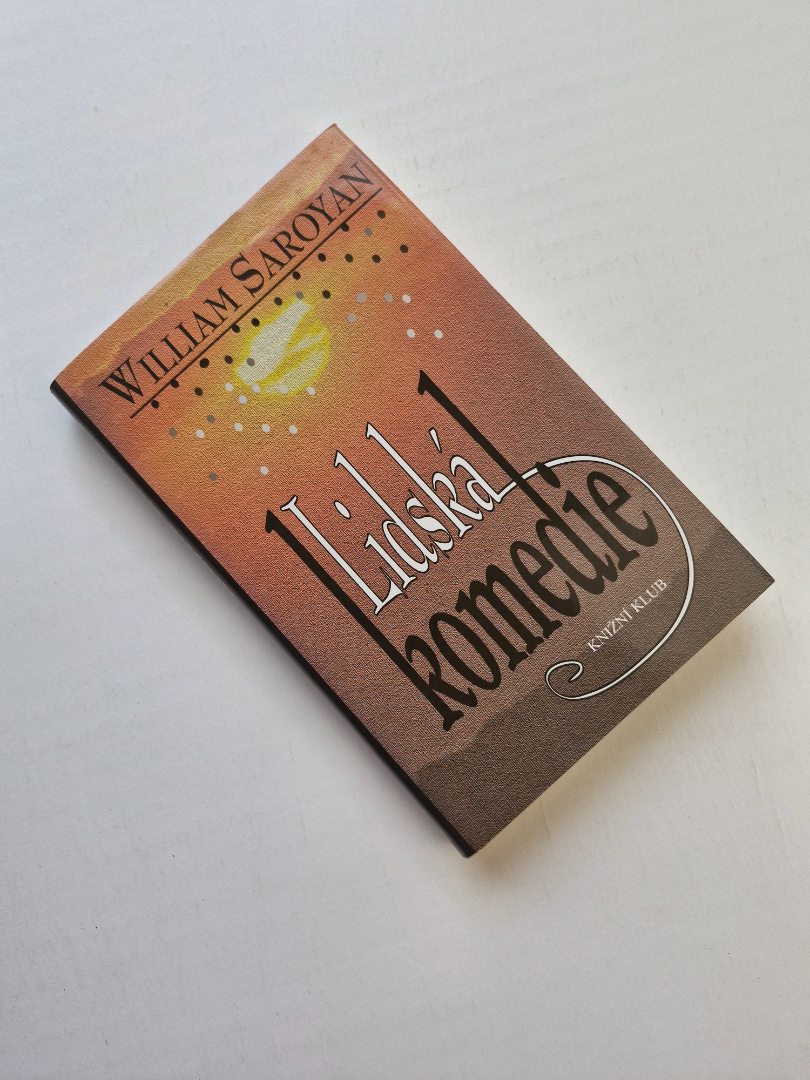 WILLIAM SAROYAN
Lidská
komedie
KNIŽNÍ KLUB